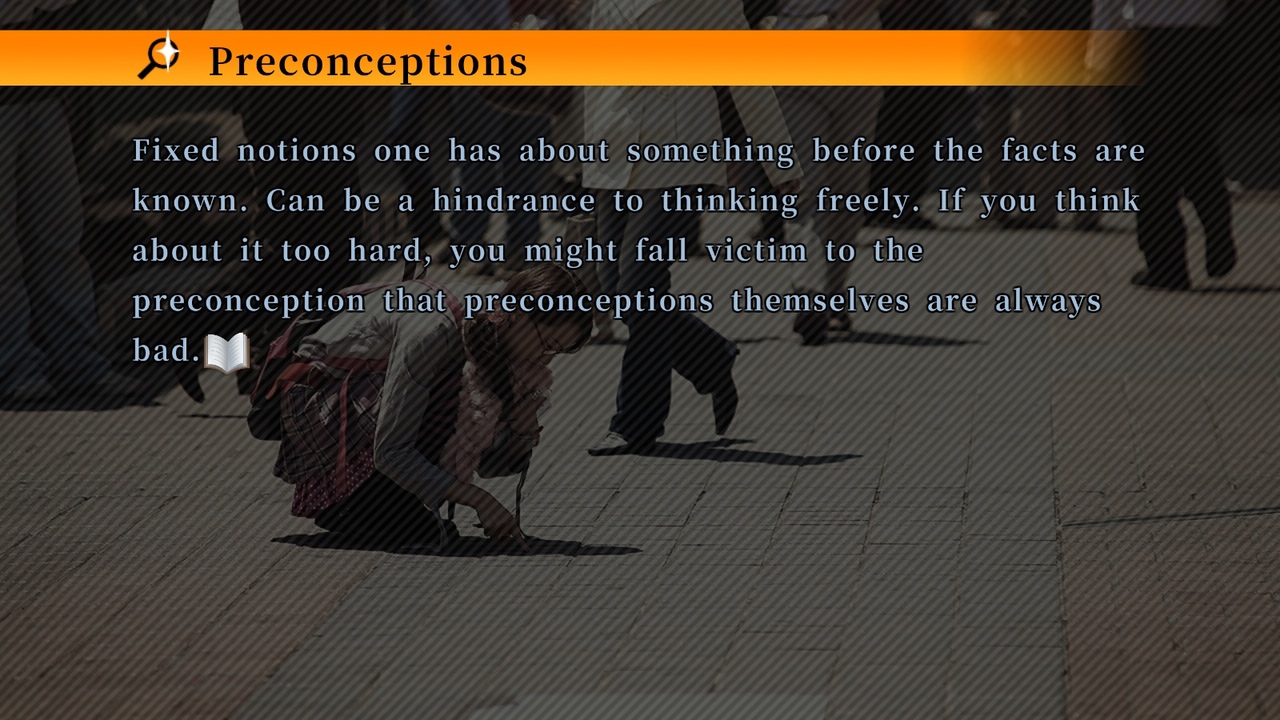 Preconceptions
Fixed notions one has about something before the facts are
known. Can be a hindrance to thinking freely. If you think
about it too hard, you might fall victim to the
preconception that preconceptions themselves are always
bad.